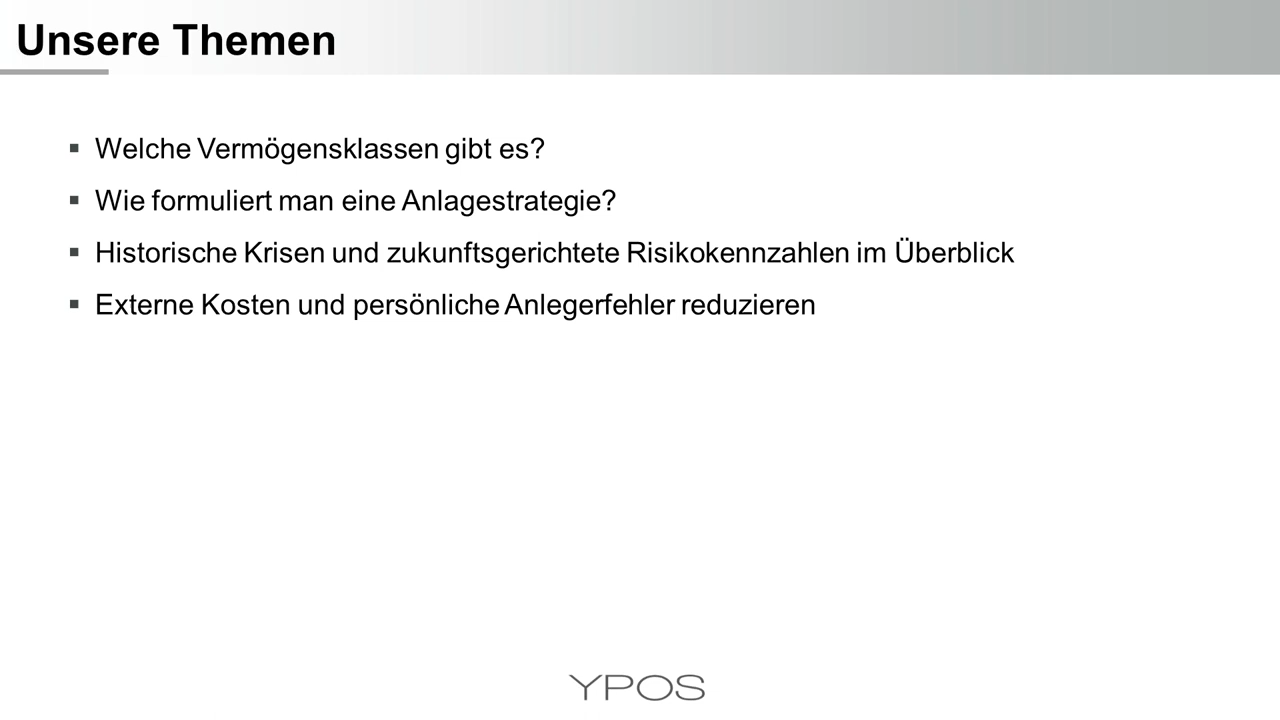 Unsere Themen
▪ Welche Vermögensklassen gibt es?
▪ Wie formuliert man eine Anlagestrategie?
▪ Historische Krisen und zukunftsgerichtete Risikokennzahlen im Überblick
▪ Externe Kosten und persönliche Anlegerfehler reduzieren
YPOS